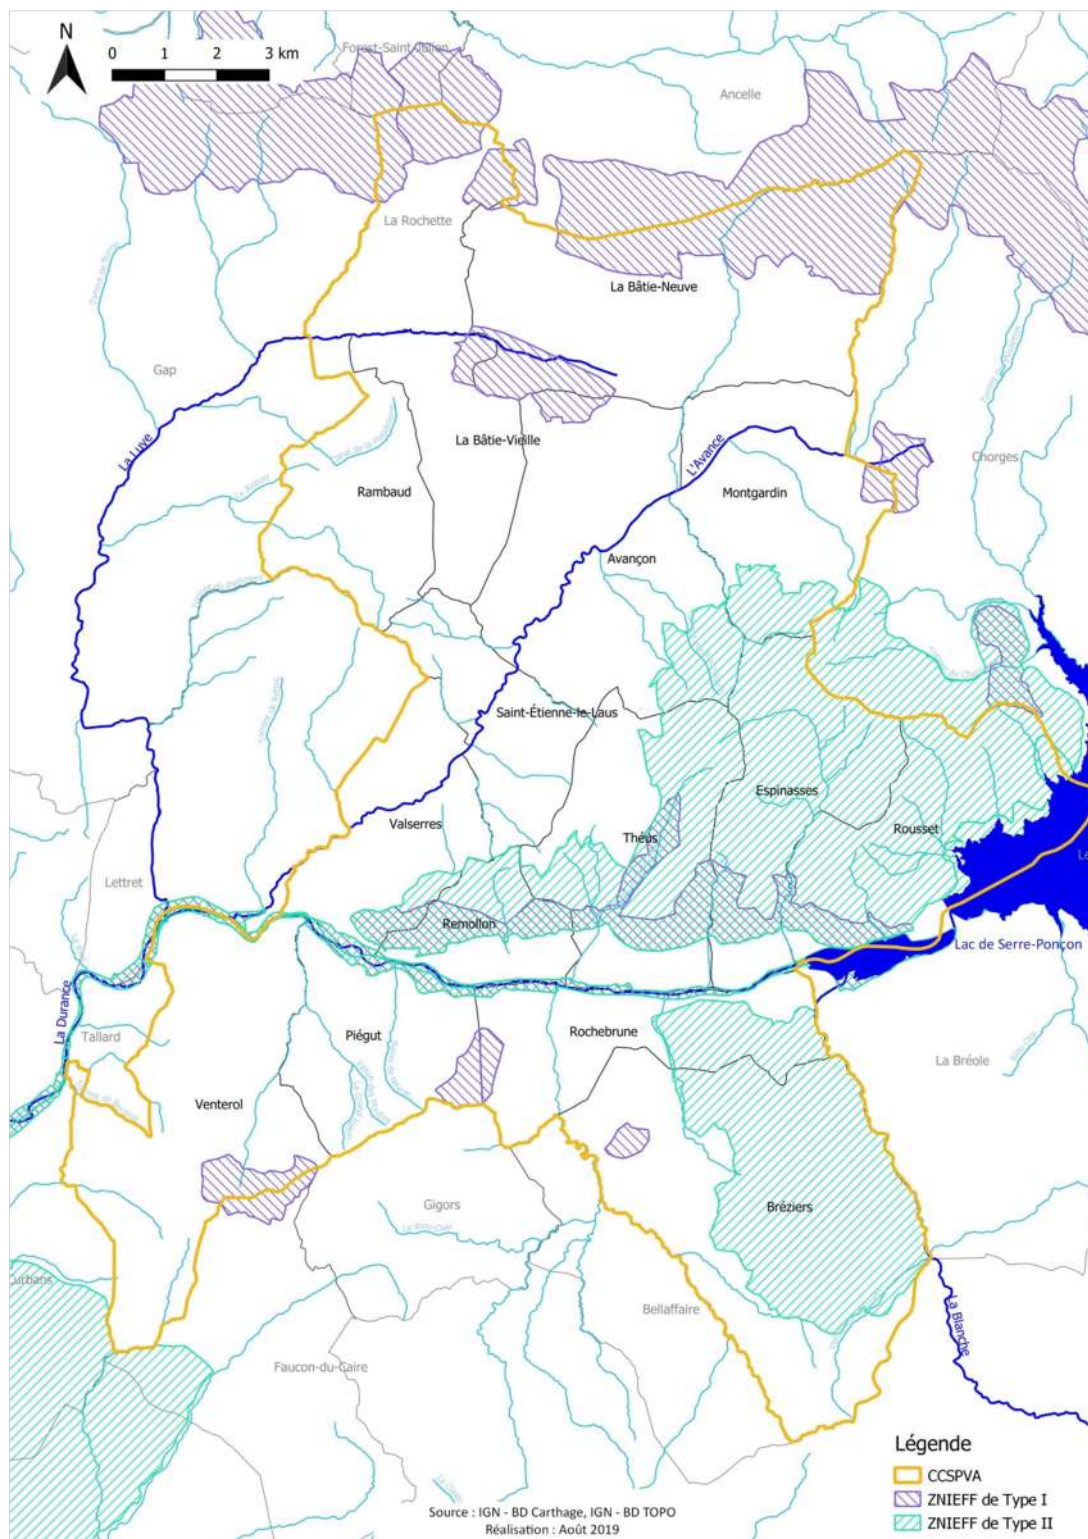 N
0 1 2 3 km
Forest-Saint-Julien
Ancelle
La Rochette
La Bâtie-Neuve
Gap
La Luye
La Bâtie-Vieille
L'Avance
Chorges
Rambaud
Montgardin
Avançon
Saint-Étienne-le-Laus
Espinasses
Valserres
Théus
Rousset
Le
Lettret
Remollon
Lac de Serre-Ponçon
La Durance
Tallard
Piégut
Rochebrune
La Bréole
Venterol
Gigors
Bréziers
urbans
Bellaffaire
La Blanche
Faucon-du-Caire
Légende
CCSPVA
ZNIEFF de Type I
ZNIEFF de Type II
Source : IGN - BD Carthage, IGN - BD TOPO
Réalisation : Août 2019